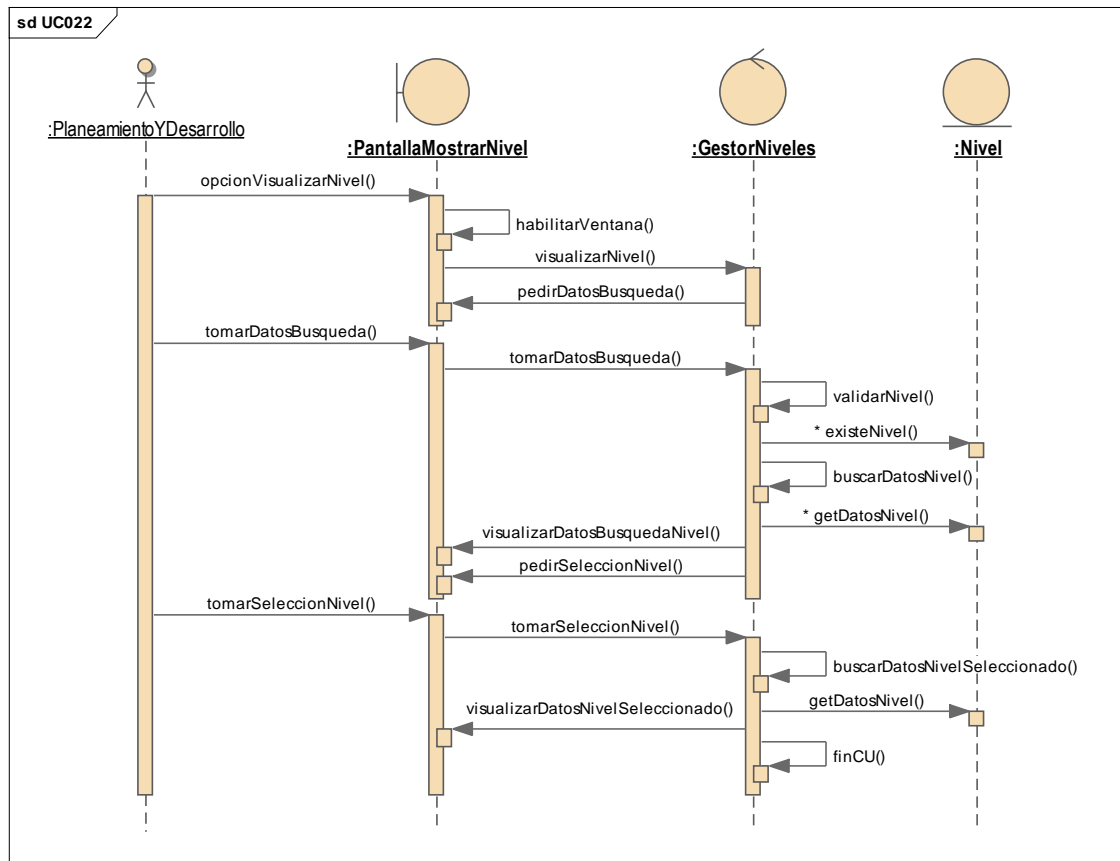 sd UC022
:PlaneamientoYDesarrollo
:PantallaMostrarNivel
:GestorNiveles
:Nivel
opcionVisualizarNivel()
habilitarVentana()
visualizarNivel()
pedirDatosBusqueda()
tomarDatosBusqueda()
tomarDatosBusqueda()
validarNivel()
* existeNivel()
buscarDatosNivel()
* getDatosNivel()
visualizarDatosBusquedaNivel()
pedirSeleccionNivel()
tomarSeleccionNivel()
tomarSeleccionNivel()
buscarDatosNivelSeleccionado()
getDatosNivel()
visualizarDatosNivelSeleccionado()
finCU()